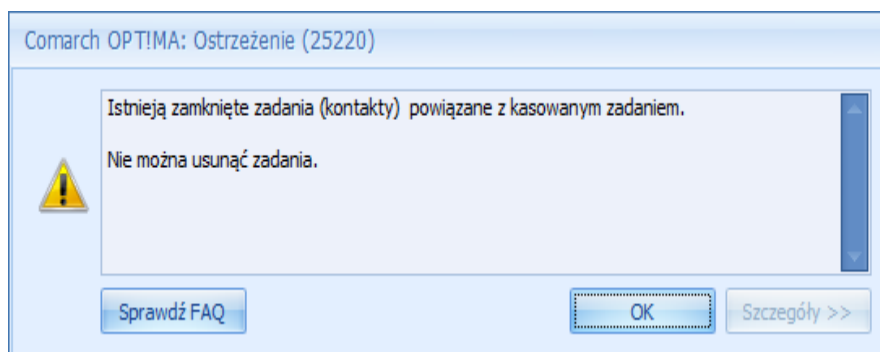 Comarch OPT!MA: Ostrzeżenie (25220)
Istnieją zamknięte zadania (kontakty) powiązane z kasowanym zadaniem.
Nie można usunąć zadania.
Sprawdź FAQ
OK
Szczegóły >>